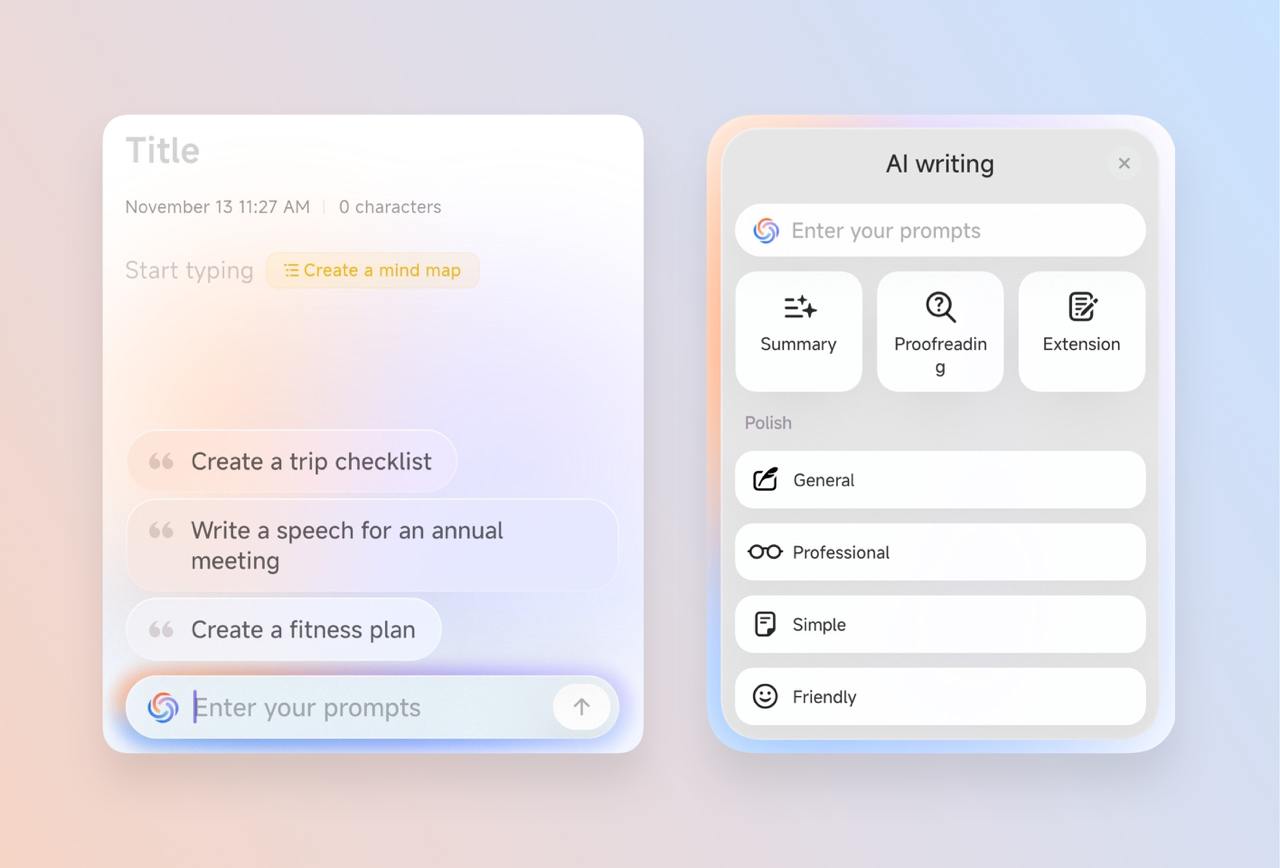 Title
November 13 11:27 AM | 0 characters
Start typing
Create a mind map
Create a trip checklist
Write a speech for an annual
meeting
Create a fitness plan
Enter your prompts
AI writing
Enter your prompts
Summary
Proofreadin
g
Extension
Polish
General
Professional
Simple
Friendly